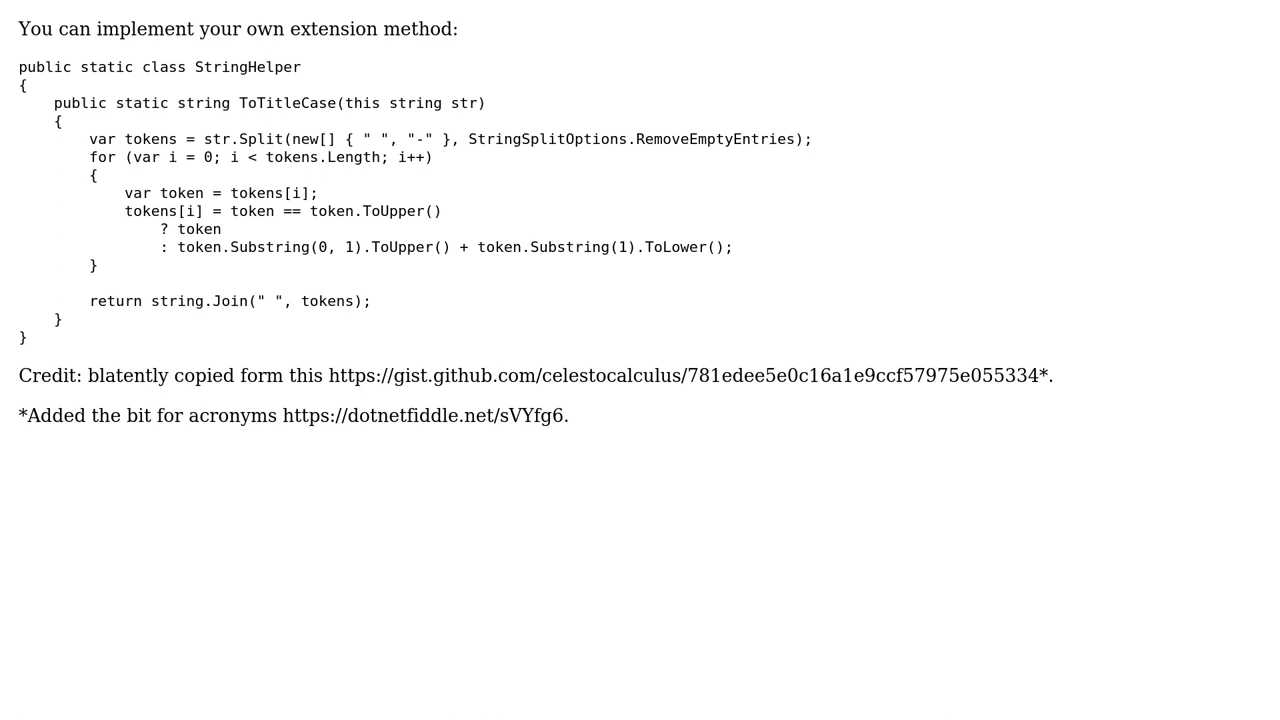 You can implement your own extension method:
public static class StringHelper
{
    public static string ToTitleCase(this string str)
    {
        var tokens = str.Split(new[] { " ", "-" }, StringSplitOptions.RemoveEmptyEntries);
        for (var i = 0; i < tokens.Length; i++)
        {
            var token = tokens[i];
            tokens[i] = token == token.ToUpper()
                ? token
                : token.Substring(0, 1).ToUpper() + token.Substring(1).ToLower();
        }

        return string.Join(" ", tokens);
    }
}
Credit: blatently copied form this https://gist.github.com/celestocalculus/781edee5e0c16a1e9ccf57975e055334*.
*Added the bit for acronyms https://dotnetfiddle.net/sVYfg6.